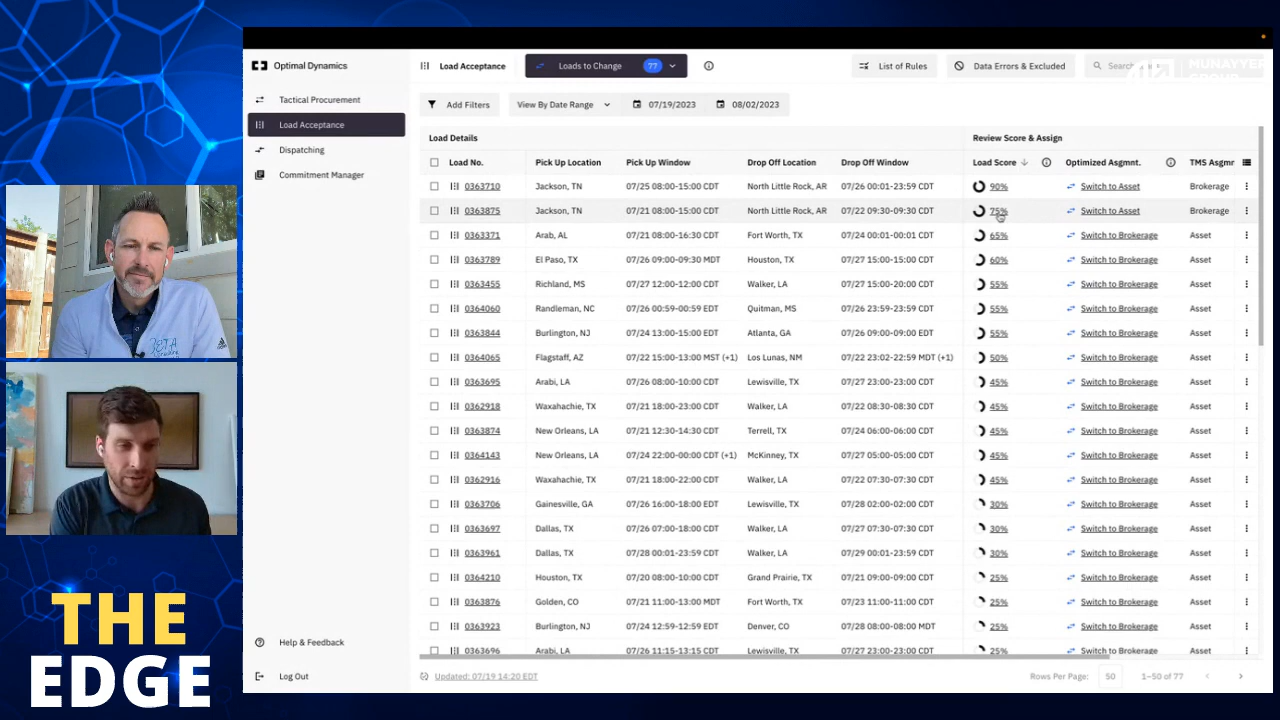 Optimal Dynamics
Tactical Procurement
Load Acceptance
Dispatching
Commitment Manager
Help & Feedback
Log Out
Load Acceptance
Loads to Change 77
List of Rules
Data Errors & Excluded
Search
MUNAYYER
GROUP
Add Filters
View By Date Range
07/19/2023
08/02/2023
Load Details Review Score & Assign
Load No. Pick Up Location Pick Up Window Drop Off Location Drop Off Window Load Score Optimized Asgmnt. TMS Asgmr
0363710 Jackson, TN 07/25 08:00-15:00 CDT North Little Rock, AR 07/26 00:01-23:59 CDT 90% Switch to Asset Brokerage
0363875 Jackson, TN 07/21 08:00-15:00 CDT North Little Rock, AR 07/22 09:30-09:30 CDT 75% Switch to Asset Brokerage
0363371 Arab, AL 07/21 08:00-16:30 CDT Fort Worth, TX 07/24 00:01-00:01 CDT 65% Switch to Brokerage Asset
0363789 El Paso, TX 07/26 09:00-09:30 MDT Houston, TX 07/27 15:00-15:00 CDT 60% Switch to Brokerage Asset
0363455 Richland, MS 07/27 12:00-12:00 CDT Walker, LA 07/27 15:00-20:00 CDT 55% Switch to Brokerage Asset
0364060 Randleman, NC 07/26 00:59-00:59 EDT Quitman, MS 07/26 23:59-23:59 CDT 55% Switch to Brokerage Asset
0363844 Burlington, NJ 07/24 13:00-15:00 EDT Atlanta, GA 07/26 09:00-09:00 EDT 55% Switch to Brokerage Asset
0364065 Flagstaff, AZ 07/22 15:00-13:00 MST (+1) Los Lunas, NM 07/22 23:02-22:59 MDT (+1) 50% Switch to Brokerage Asset
0363695 Arabi, LA 07/26 08:00-10:00 CDT Lewisville, TX 07/27 23:00-23:00 CDT 45% Switch to Brokerage Asset
0362918 Waxahachie, TX 07/21 18:00-23:00 CDT Walker, LA 07/22 08:30-08:30 CDT 45% Switch to Brokerage Asset
0363874 New Orleans, LA 07/21 12:30-14:30 CDT Terrell, TX 07/24 06:00-06:00 CDT 45% Switch to Brokerage Asset
0364143 New Orleans, LA 07/24 22:00-00:00 CDT (+1) McKinney, TX 07/27 05:00-05:00 CDT 45% Switch to Brokerage Asset
0362916 Waxahachie, TX 07/21 18:00-22:00 CDT Walker, LA 07/22 07:30-07:30 CDT 45% Switch to Brokerage Asset
0363706 Gainesville, GA 07/26 16:00-18:00 EDT Lewisville, TX 07/28 02:00-02:00 CDT 30% Switch to Brokerage Asset
0363697 Dallas, TX 07/26 07:00-18:00 CDT Walker, LA 07/27 07:30-07:30 CDT 30% Switch to Brokerage Asset
0363961 Dallas, TX 07/28 00:01-23:59 CDT Walker, LA 07/29 00:01-23:59 CDT 30% Switch to Brokerage Asset
0364210 Houston, TX 07/20 08:00-10:00 CDT Grand Prairie, TX 07/21 09:00-09:00 CDT 25% Switch to Brokerage Asset
0363876 Golden, CO 07/21 11:00-13:00 MDT Fort Worth, TX 07/23 11:00-11:00 CDT 25% Switch to Brokerage Asset
0363923 Burlington, NJ 07/24 12:59-12:59 EDT Denver, CO 07/28 08:00-08:00 MDT 25% Switch to Brokerage Asset
0363696 Arabi, LA 07/26 11:15-13:15 CDT Lewisville, TX 07/27 23:00-23:00 CDT 25% Switch to Brokerage Asset
Updated: 07/19 14:20 EDT
Rows Per Page: 50 1–50 of 77
THE
EDGE